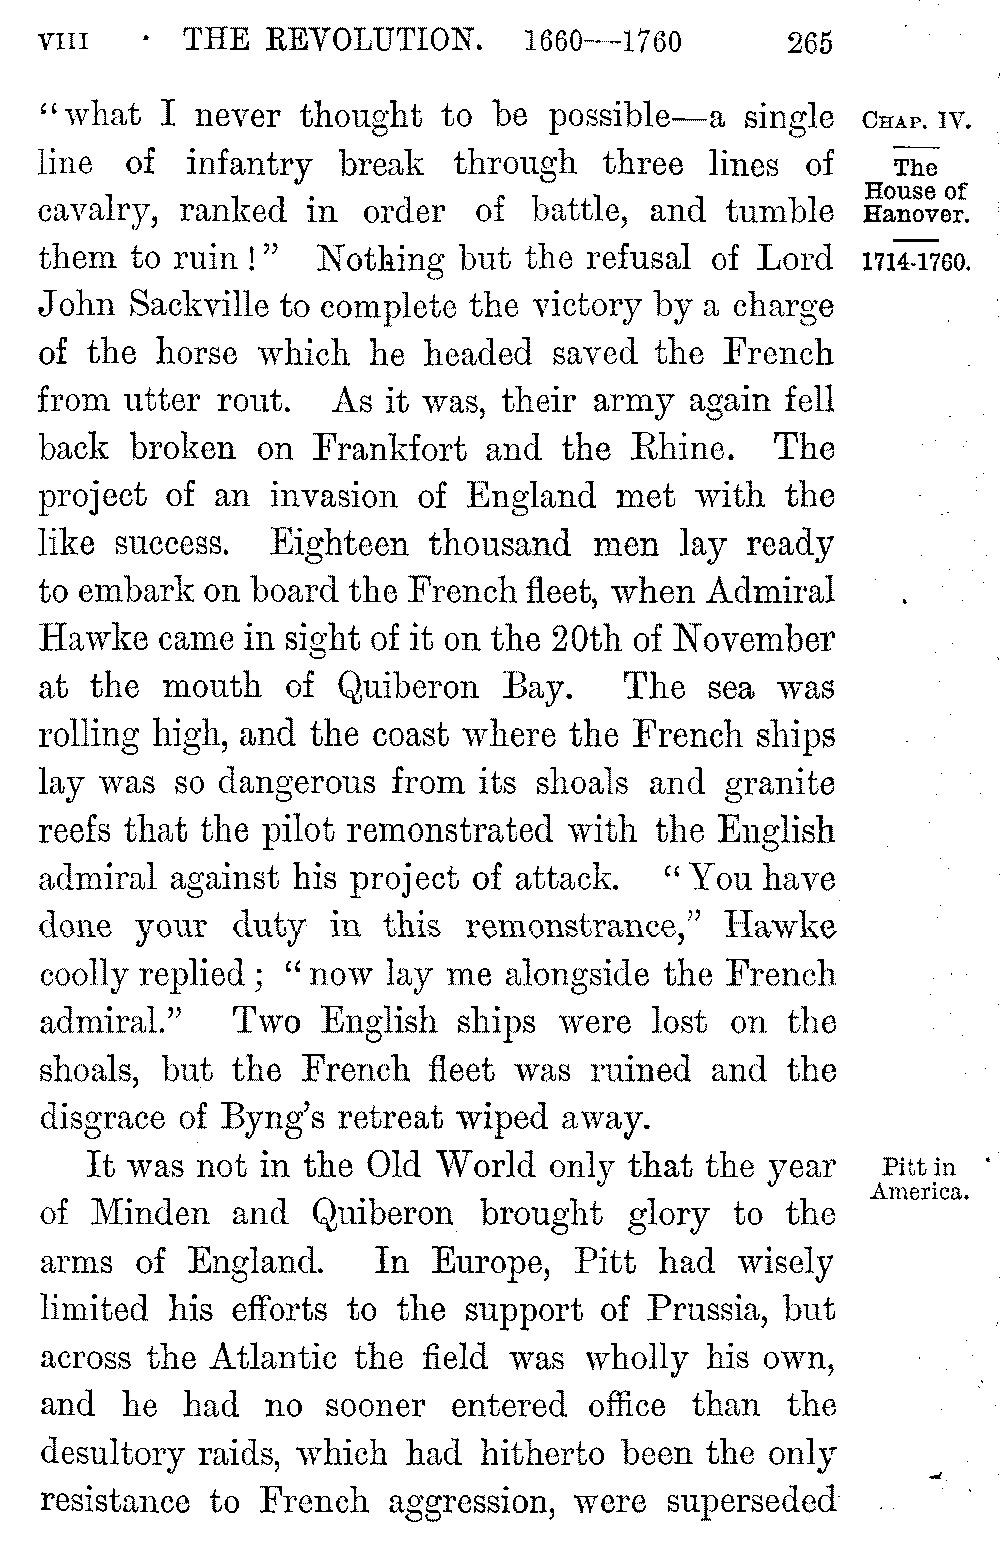 VIII · THE REVOLUTION. 1660—1760 265
"what I never thought to be possible—a single
line of infantry break through three lines of
cavalry, ranked in order of battle, and tumble
them to ruin!" Nothing but the refusal of Lord
John Sackville to complete the victory by a charge
of the horse which he headed saved the French
from utter rout. As it was, their army again fell
back broken on Frankfort and the Rhine. The
project of an invasion of England met with the
like success. Eighteen thousand men lay ready
to embark on board the French fleet, when Admiral
Hawke came in sight of it on the 20th of November
at the mouth of Quiberon Bay. The sea was
rolling high, and the coast where the French ships
lay was so dangerous from its shoals and granite
reefs that the pilot remonstrated with the English
admiral against his project of attack. "You have
done your duty in this remonstrance," Hawke
coolly replied; "now lay me alongside the French
admiral." Two English ships were lost on the
shoals, but the French fleet was ruined and the
disgrace of Byng's retreat wiped away.
It was not in the Old World only that the year
of Minden and Quiberon brought glory to the
arms of England. In Europe, Pitt had wisely
limited his efforts to the support of Prussia, but
across the Atlantic the field was wholly his own,
and he had no sooner entered office than the
desultory raids, which had hitherto been the only
resistance to French aggression, were superseded
CHAP. IV.
The
House of
Hanover.
1714-1760.
Pitt in
America.